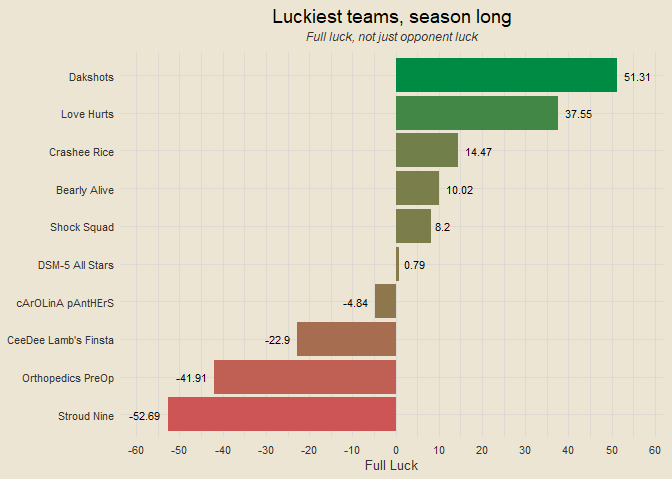 Luckiest teams, season long
Full luck, not just opponent luck
Dakshots 51.31
Love Hurts 37.55
Crashee Rice 14.47
Bearly Alive 10.02
Shock Squad 8.2
DSM-5 All Stars 0.79
cArOLinA pAntHErS -4.84
CeeDee Lamb's Finsta -22.9
Orthopedics PreOp -41.91
Stroud Nine -52.69
-60 -50 -40 -30 -20 -10 0 10 20 30 40 50 60
Full Luck